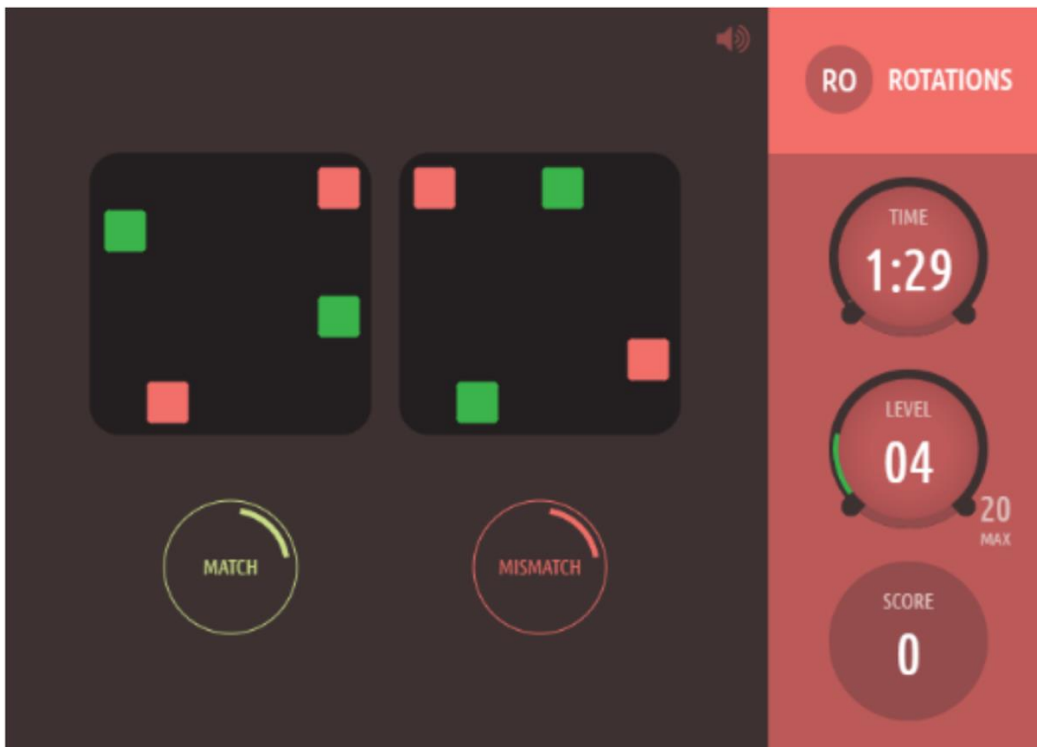 RO ROTATIONS
TIME
1:29
LEVEL
04
20
MAX
SCORE
0
MATCH
MISMATCH